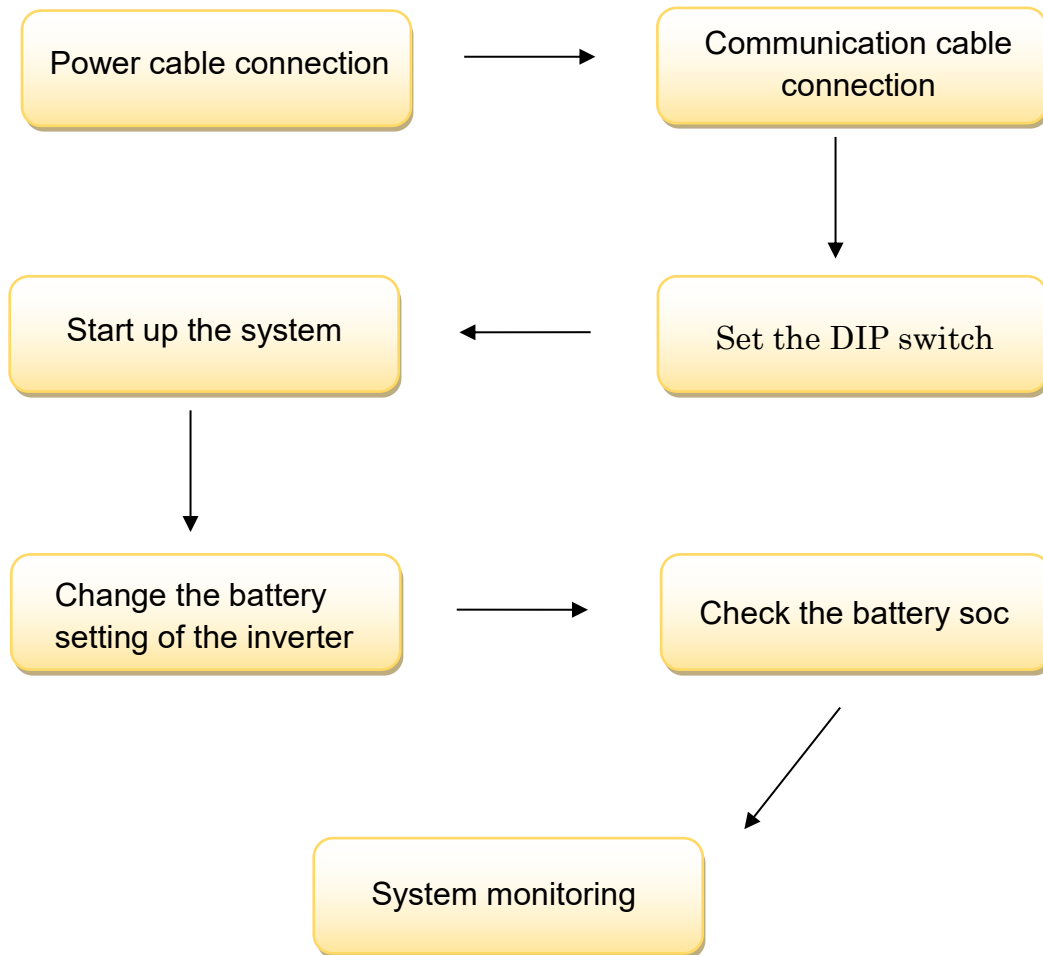 Power cable connection
Communication cable
connection
Set the DIP switch
Start up the system
Change the battery
setting of the inverter
Check the battery soc
System monitoring